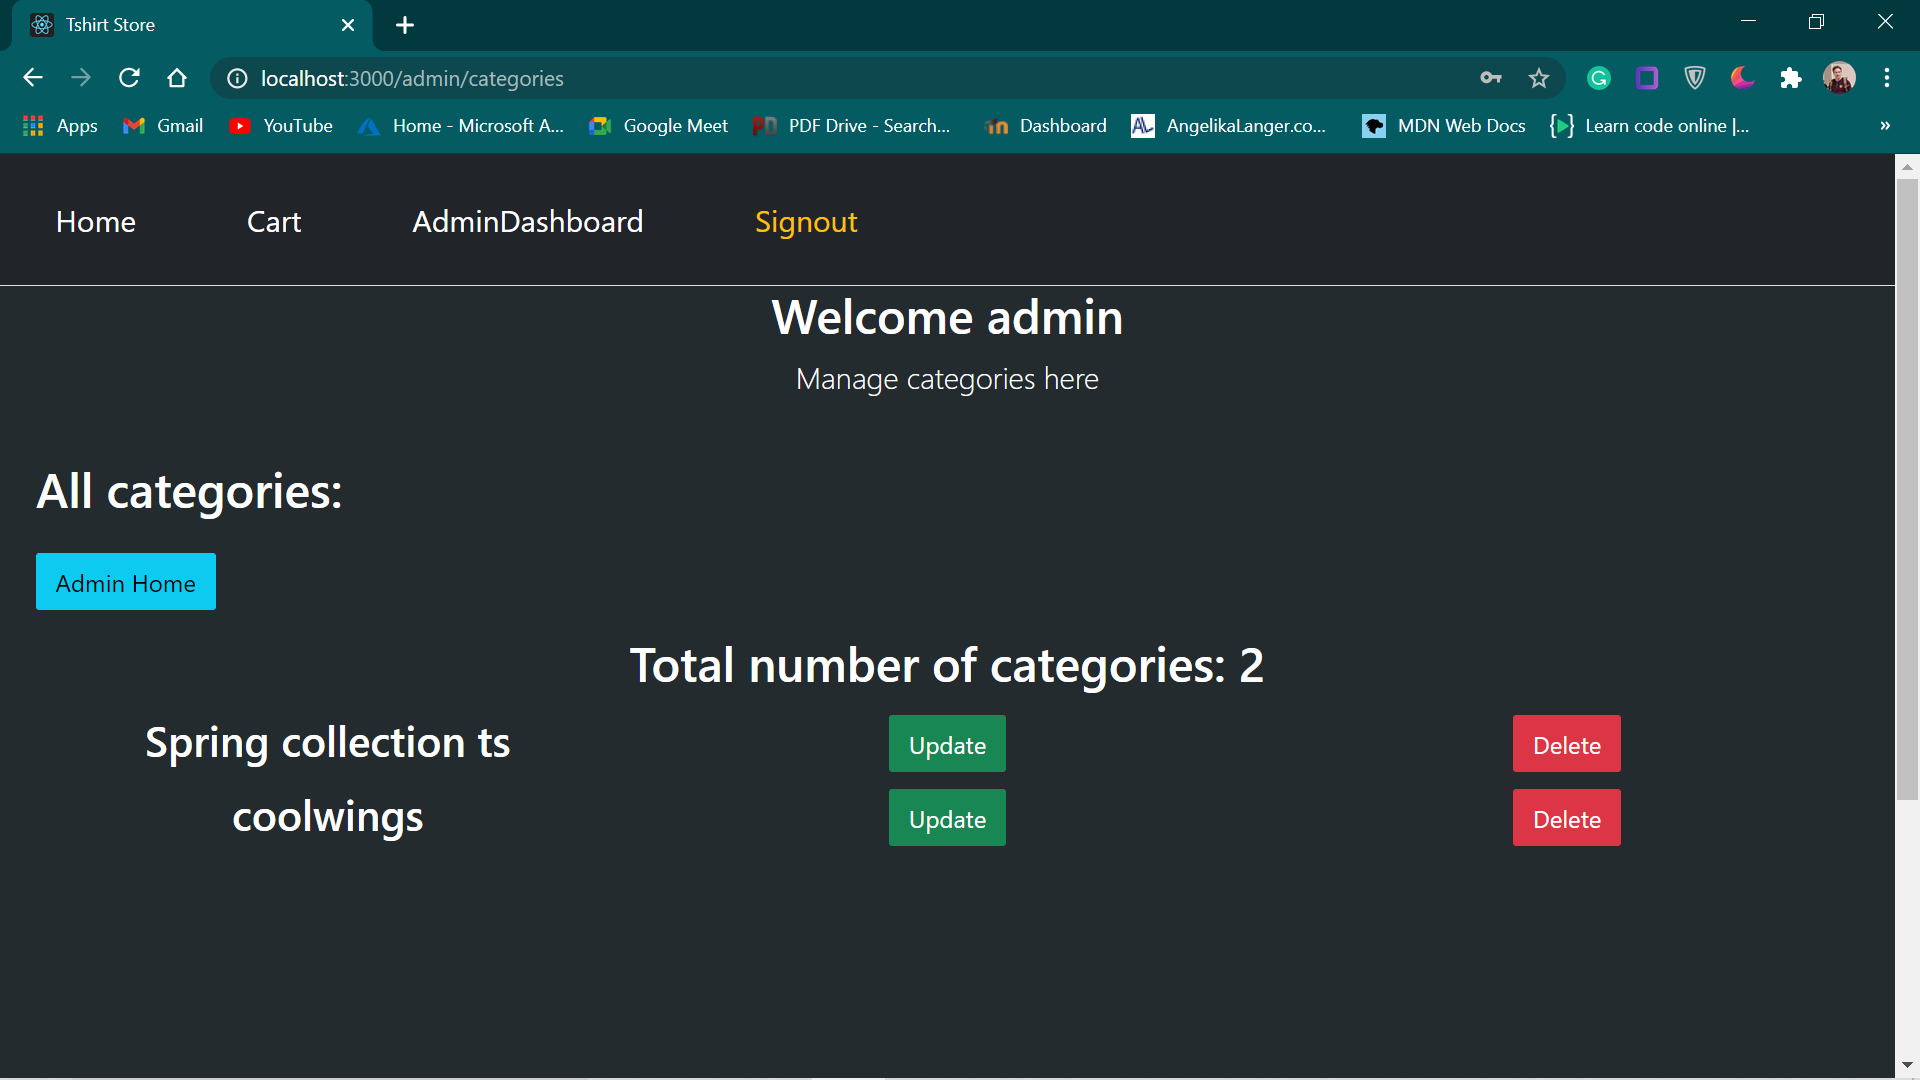 Tshirt Store
localhost:3000/admin/categories
Apps Gmail YouTube Home - Microsoft A... Google Meet PDF Drive - Search... Dashboard AngelikaLanger.co... MDN Web Docs Learn code online |... »
Home Cart AdminDashboard Signout
Welcome admin
Manage categories here
All categories:
Admin Home
Total number of categories: 2
Spring collection ts Update Delete
coolwings Update Delete